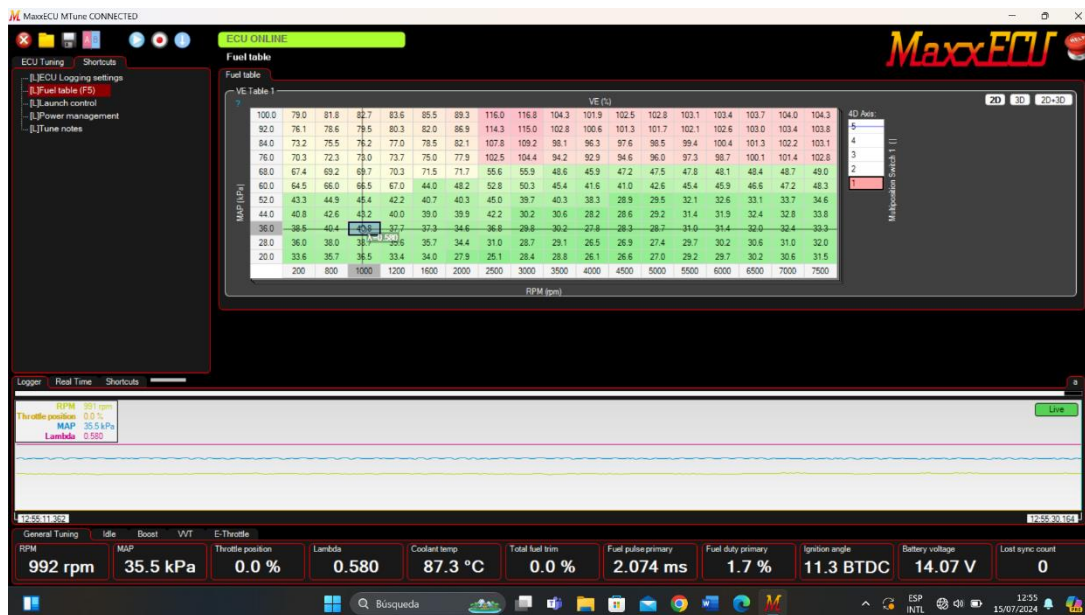 MaxxECU MTune CONNECTED
ECU ONLINE
MaxxECU
HELP
ECU Tuning Shortcuts
Fuel table
[L]ECU Logging settings
[L]Fuel table (F5)
[L]Launch control
[L]Power management
[L]Tune notes
Fuel table
VE Table 1
?
VE (%)
2D 3D 2D+3D
100.0 79.0 81.8 82.7 83.6 85.5 89.3 116.0 116.8 104.3 101.9 102.5 102.8 103.1 103.4 103.7 104.0 104.3
92.0 76.1 78.6 79.5 80.3 82.0 86.9 114.3 115.0 102.8 100.6 101.3 101.7 102.1 102.6 103.0 103.4 103.8
84.0 73.2 75.5 76.2 77.0 78.5 82.1 107.8 109.2 98.1 96.3 97.6 98.5 99.4 100.4 101.3 102.2 103.1
76.0 70.3 72.3 73.0 73.7 75.0 77.9 102.5 104.4 94.2 92.9 94.6 96.0 97.3 98.7 100.1 101.4 102.8
68.0 67.4 69.2 69.7 70.3 71.5 71.7 55.6 55.9 48.6 45.9 47.2 47.5 47.8 48.1 48.4 48.7 49.0
60.0 64.5 66.0 66.5 67.0 44.0 48.2 52.8 50.3 45.4 41.6 41.0 42.6 45.4 45.9 46.6 47.2 48.3
52.0 43.3 44.9 45.4 42.2 40.7 40.3 45.0 39.7 40.3 38.3 28.9 29.5 32.1 32.6 33.1 33.7 34.6
44.0 40.8 42.6 43.2 40.0 39.0 39.9 42.2 30.2 30.6 28.2 28.6 29.2 31.4 31.9 32.4 32.8 33.8
36.0 38.5 40.4 40.8 37.7 37.3 34.6 36.8 29.8 30.2 27.8 28.3 28.7 31.0 31.4 32.0 32.4 33.3
λ=0.580
28.0 36.0 38.0 38.7 35.6 35.7 34.4 31.0 28.7 29.1 26.5 26.9 27.4 29.7 30.2 30.6 31.0 32.0
20.0 33.6 35.7 36.5 33.4 34.0 27.9 25.1 28.4 28.8 26.1 26.6 27.0 29.2 29.7 30.2 30.6 31.5
200 800 1000 1200 1600 2000 2500 3000 3500 4000 4500 5000 5500 6000 6500 7000 7500
MAP [kPa]
RPM (rpm)
4D Axis:
5
4
3
2
1
Multiposition Switch 1 []
Logger Real Time Shortcuts
a
RPM 991 rpm
Throttle position 0.0 %
MAP 35.5 kPa
Lambda 0.580
Live
12:55:11.362
12:55:30.164
General Tuning Idle Boost VVT E-Throttle
RPM MAP Throttle position Lambda Coolant temp Total fuel trim Fuel pulse primary Fuel duty primary Ignition angle Battery voltage Lost sync count
992 rpm 35.5 kPa 0.0 % 0.580 87.3 °C 0.0 % 2.074 ms 1.7 % 11.3 BTDC 14.07 V 0
Búsqueda
ESP
INTL
12:55
15/07/2024